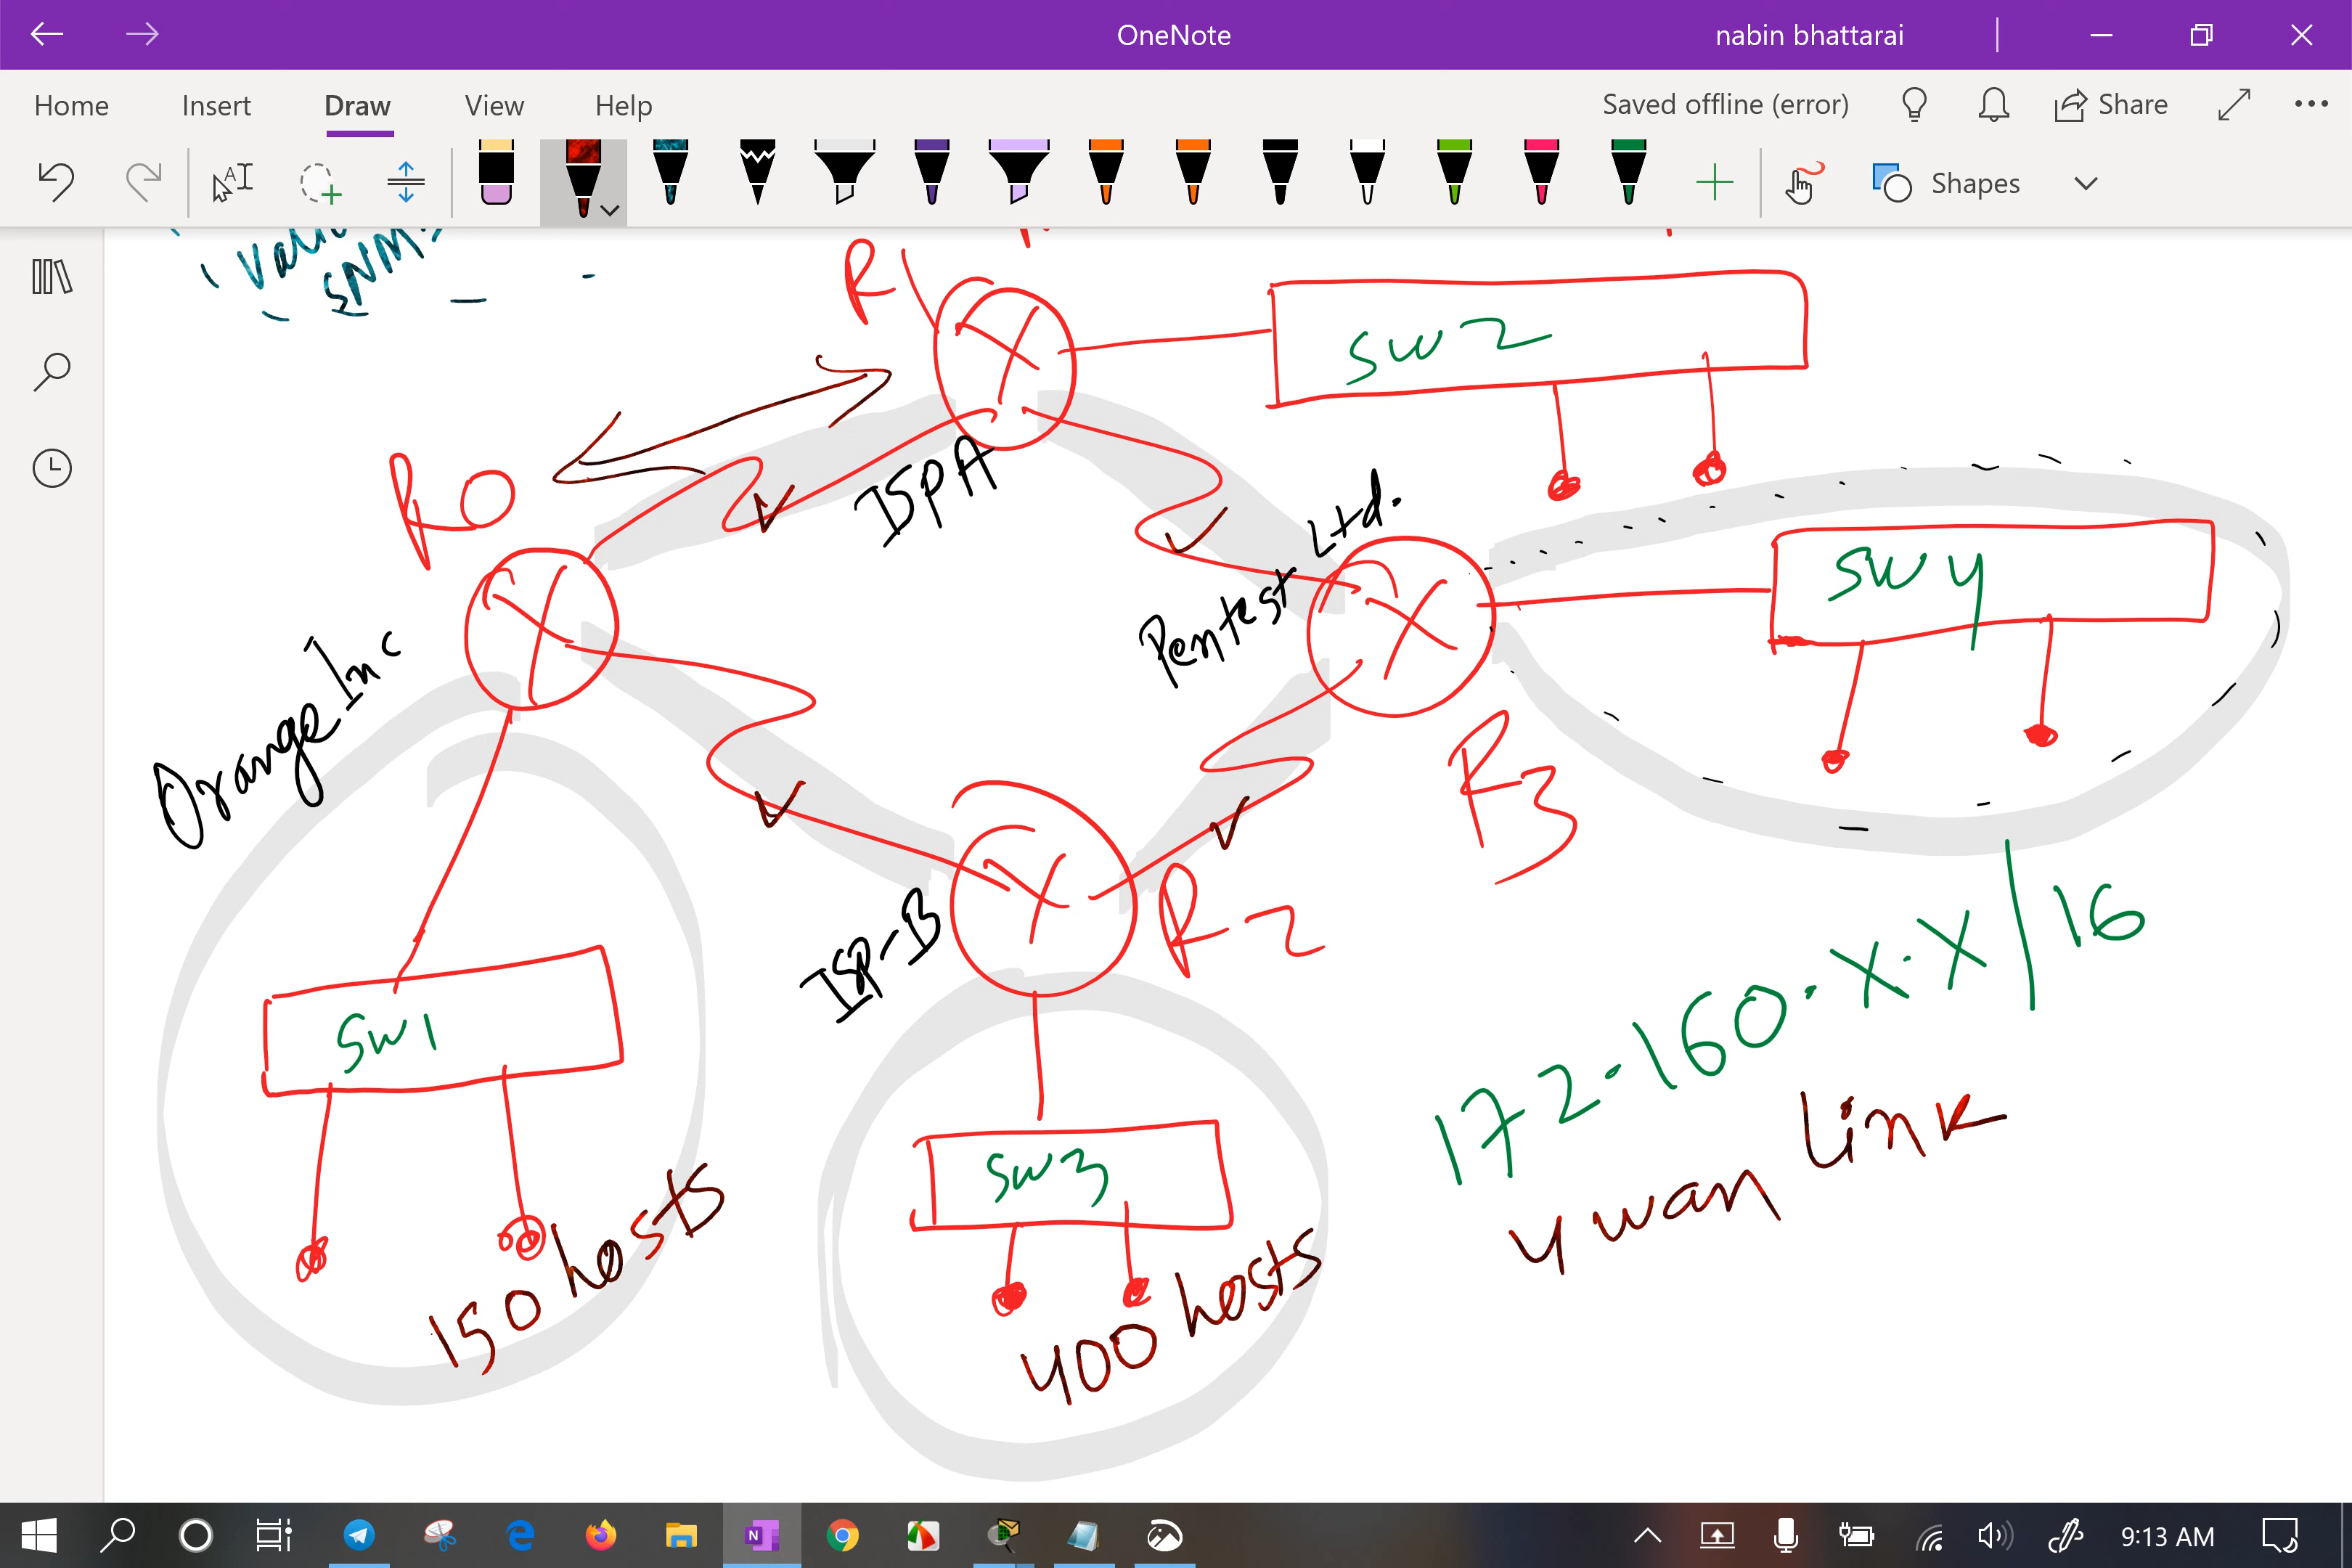 OneNote
nabin bhattarai
Home Insert Draw View Help
Saved offline (error)
Share
Shapes
SNM
R1
SW2
R0
ISPA
Ltd.
Pentest
SW4
Orange Inc
R3
ISP-B
R2
172.160.X.X/16
SW1
4 wan Link
SW3
150 hosts
400 hosts
9:13 AM